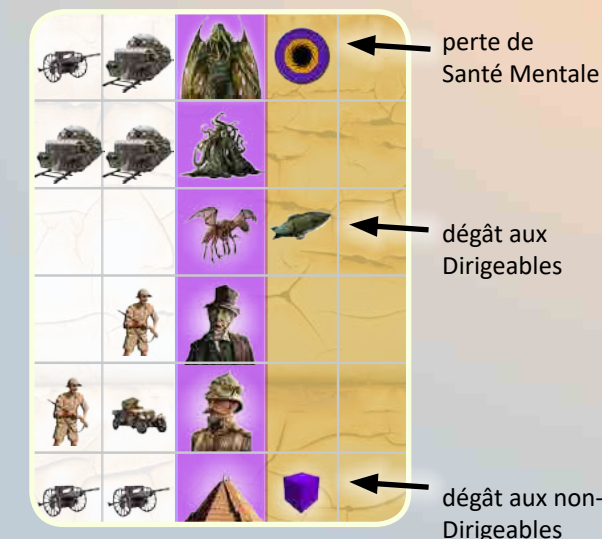 perte de
Santé Mentale
dégât aux
Dirigeables
dégât aux non-
Dirigeables